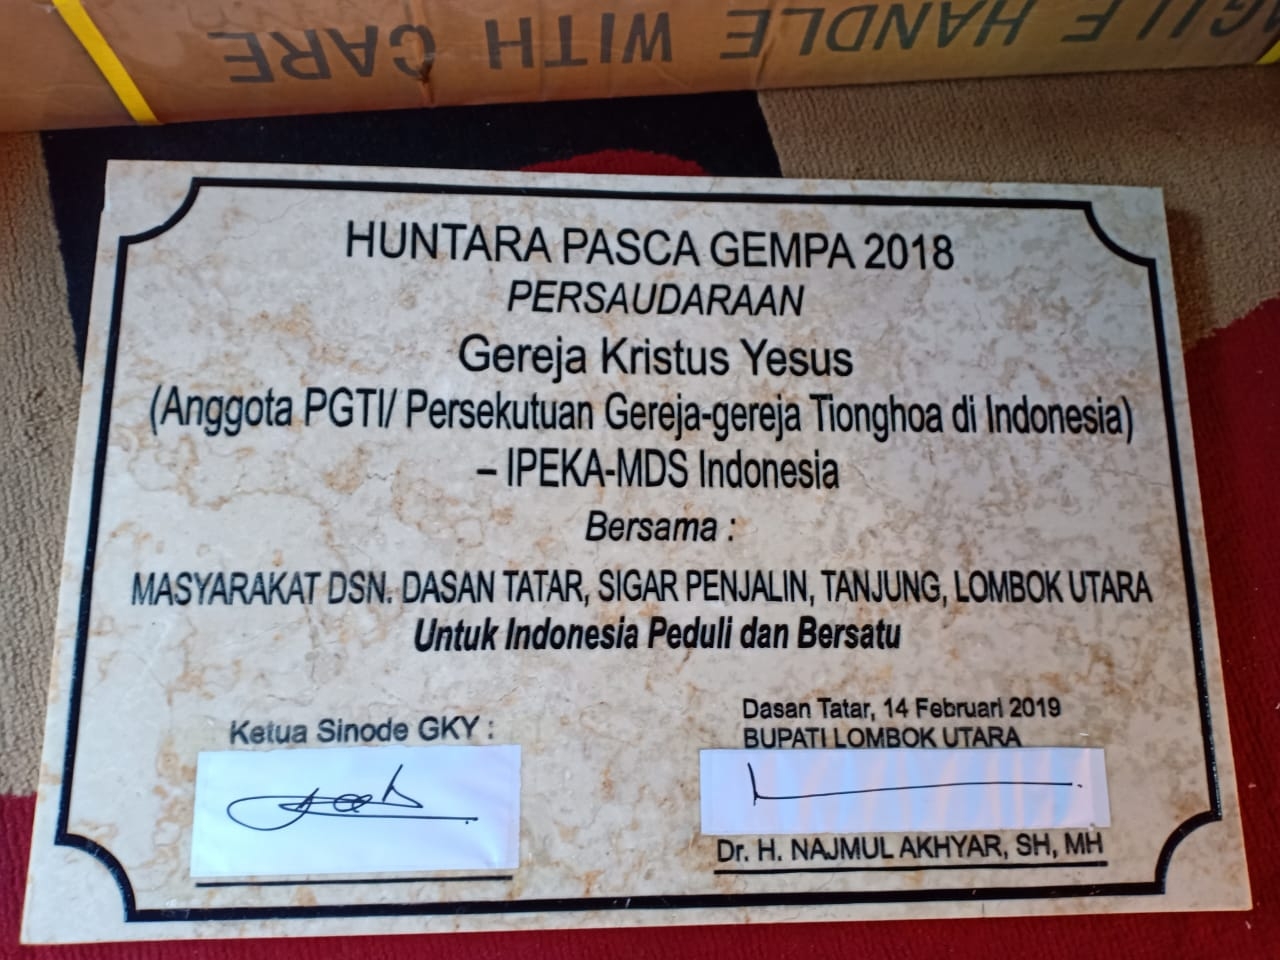 FRAGILE HANDLE WITH CARE
HUNTARA PASCA GEMPA 2018
PERSAUDARAAN
Gereja Kristus Yesus
(Anggota PGTI/ Persekutuan Gereja-gereja Tionghoa di Indonesia)
– IPEKA-MDS Indonesia
Bersama :
MASYARAKAT DSN. DASAN TATAR, SIGAR PENJALIN, TANJUNG, LOMBOK UTARA
Untuk Indonesia Peduli dan Bersatu
Ketua Sinode GKY :
Dasan Tatar, 14 Februari 2019
BUPATI LOMBOK UTARA
Dr. H. NAJMUL AKHYAR, SH, MH